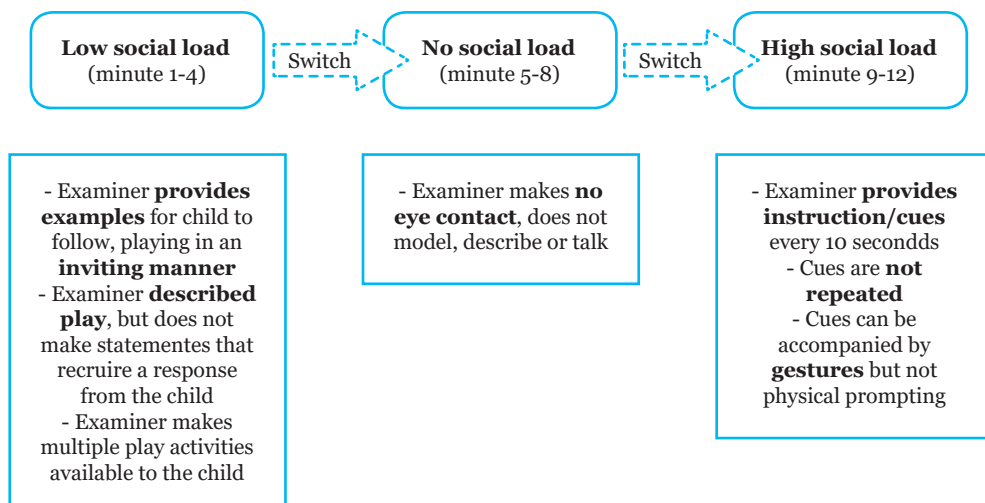 Low social load
(minute 1-4)
Switch
No social load
(minute 5-8)
Switch
High social load
(minute 9-12)
- Examiner provides
examples for child to
follow, playing in an
inviting manner
- Examiner described
play, but does not
make statementes that
recruire a response
from the child
- Examiner makes
multiple play activities
available to the child
- Examiner makes no
eye contact, does not
model, describe or talk
- Examiner provides
instruction/cues
every 10 secondds
- Cues are not
repeated
- Cues can be
accompanied by
gestures but not
physical prompting